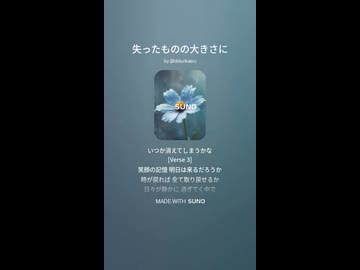 失ったものの大きさに
SUNO
いつか消えてしまうかな
[Verse 3]
笑顔の記憶 明日は来るだろうか
時が戻れば 全て取り戻せるか
日々が静かに 過ぎてく中で
MADE WITH SUNO